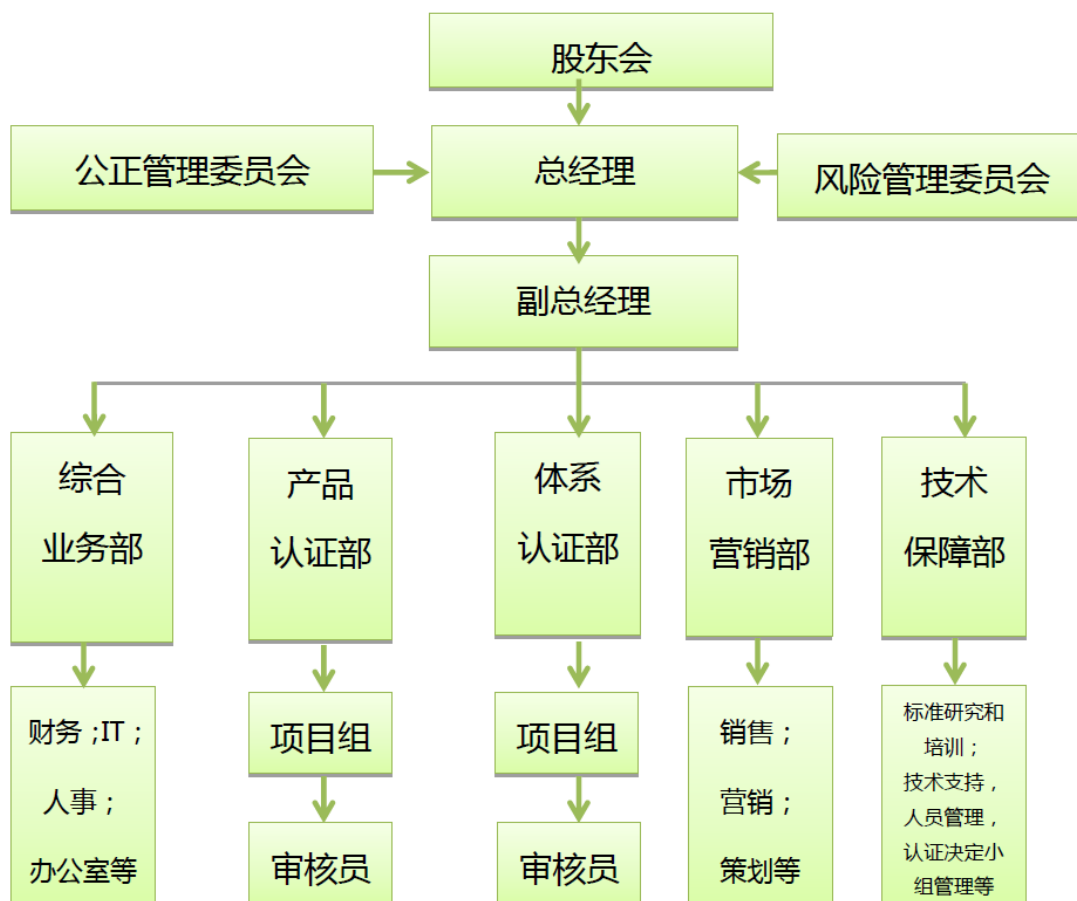 股东会
公正管理委员会
总经理
风险管理委员会
副总经理
综合
业务部
产品
认证部
体系
认证部
市场
营销部
技术
保障部
财务；IT；
人事；
办公室等
项目组
审核员
项目组
审核员
销售；
营销；
策划等
标准研究和
培训；
技术支持，
人员管理，
认证决定小
组管理等